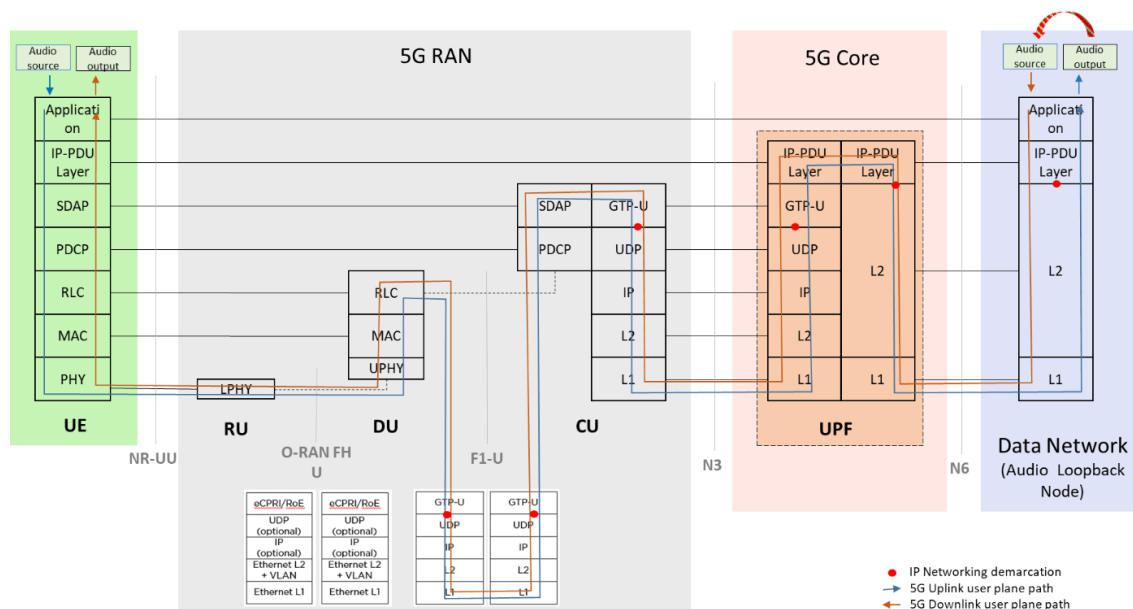 5G RAN
5G Core
Audio
source
Audio
output
Audio
source
Audio
output
Applicati
on
IP-PDU
Layer
SDAP
PDCP
RLC
MAC
PHY
UE
LPHY
RU
RLC
MAC
UPHY
DU
SDAP
PDCP
GTP-U
UDP
IP
L2
L1
CU
IP-PDU
Layer
GTP-U
UDP
IP
L2
L1
IP-PDU
Layer
L2
L1
UPF
Applicati
on
IP-PDU
Layer
L2
L1
Data Network
(Audio Loopback
Node)
NR-UU
O-RAN FH
U
F1-U
N3
N6
eCPRI/RoE
UDP
(optional)
IP
(optional)
Ethernet L2
+ VLAN
Ethernet L1
eCPRI/RoE
UDP
(optional)
IP
(optional)
Ethernet L2
+ VLAN
Ethernet L1
GTP-U
UDP
IP
L2
L1
GTP-U
UDP
IP
L2
L1
IP Networking demarcation
5G Uplink user plane path
5G Downlink user plane path